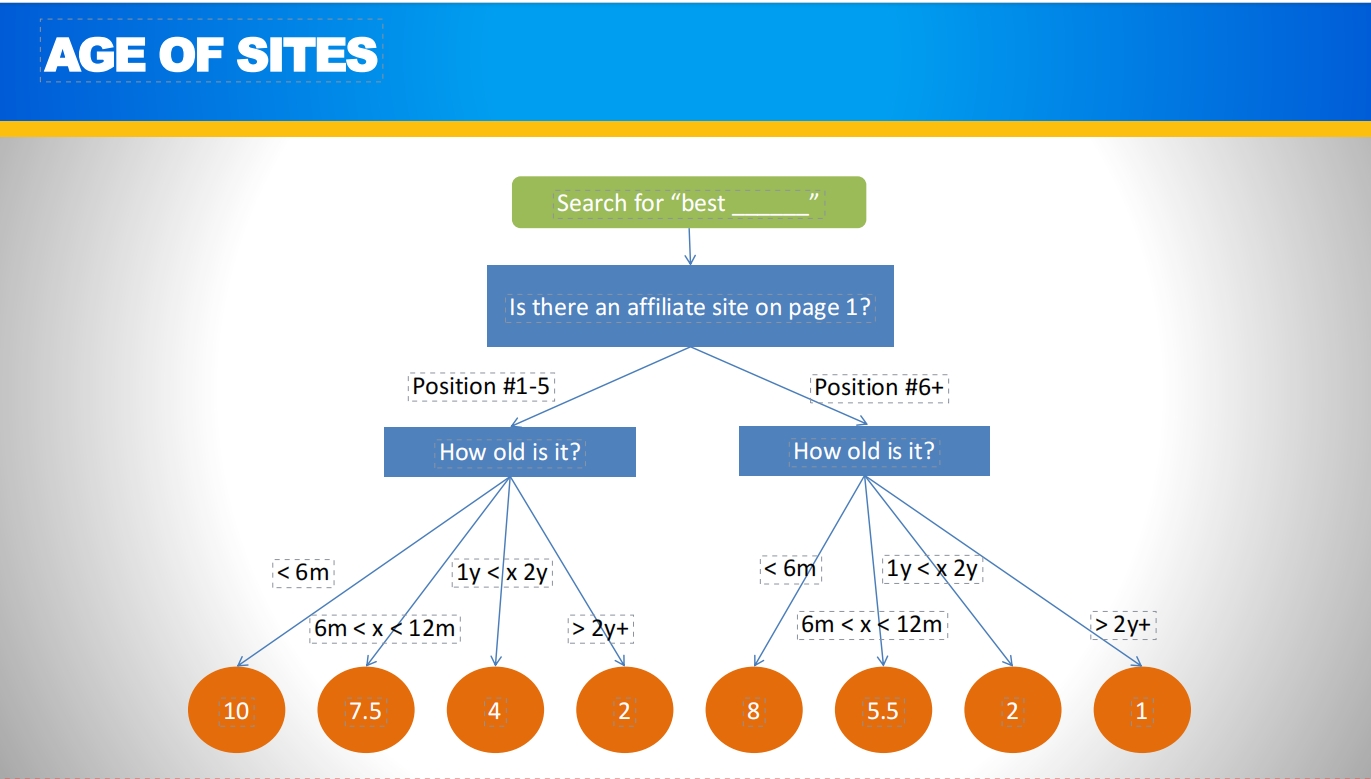 AGE OF SITES
Search for “best _______”
Is there an affiliate site on page 1?
Position #1-5
Position #6+
How old is it?
How old is it?
< 6m
6m < x < 12m
1y < x 2y
> 2y+
< 6m
6m < x < 12m
1y < x 2y
> 2y+
10
7.5
4
2
8
5.5
2
1